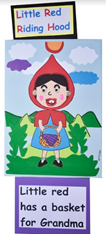 Little Red
Riding Hood
Little red
has a basket
for Grandma